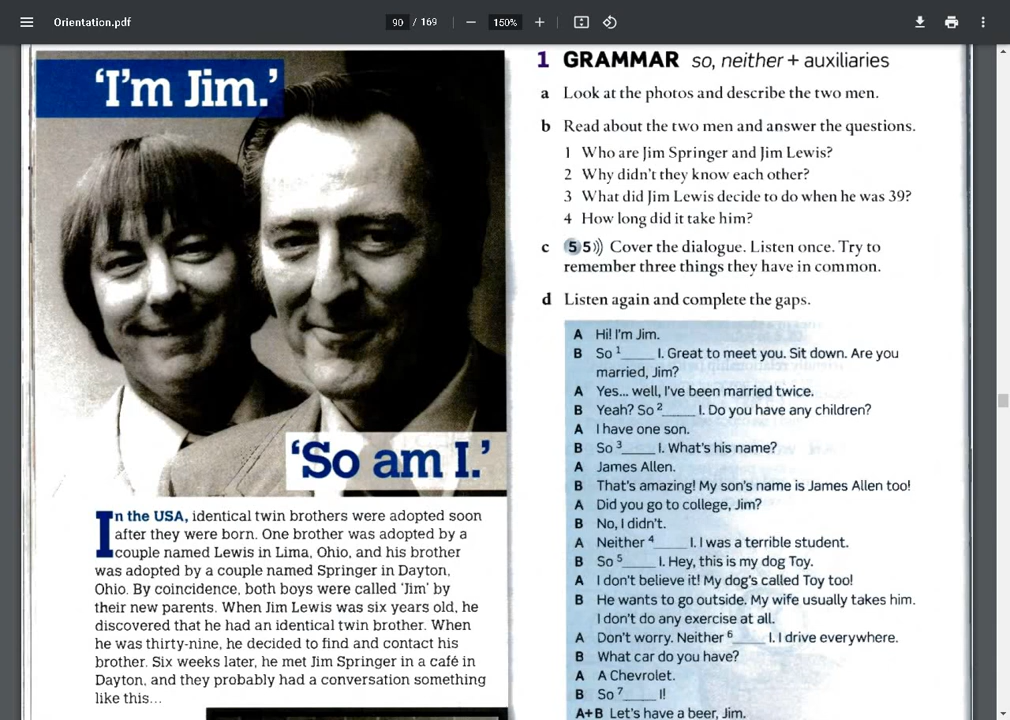 Orientation.pdf
90 / 169
150%
'I'm Jim.'
'So am I.'
In the USA, identical twin brothers were adopted soon
after they were born. One brother was adopted by a
couple named Lewis in Lima, Ohio, and his brother
was adopted by a couple named Springer in Dayton,
Ohio. By coincidence, both boys were called 'Jim' by
their new parents. When Jim Lewis was six years old, he
discovered that he had an identical twin brother. When
he was thirty-nine, he decided to find and contact his
brother. Six weeks later, he met Jim Springer in a café in
Dayton, and they probably had a conversation something
like this...
1 GRAMMAR so, neither + auxiliaries
a Look at the photos and describe the two men.
b Read about the two men and answer the questions.
1 Who are Jim Springer and Jim Lewis?
2 Why didn't they know each other?
3 What did Jim Lewis decide to do when he was 39?
4 How long did it take him?
c 5 5)) Cover the dialogue. Listen once. Try to
remember three things they have in common.
d Listen again and complete the gaps.
A Hi! I'm Jim.
B So 1____ I. Great to meet you. Sit down. Are you
married, Jim?
A Yes... well, I've been married twice.
B Yeah? So 2____ I. Do you have any children?
A I have one son.
B So 3____ I. What's his name?
A James Allen.
B That's amazing! My son's name is James Allen too!
A Did you go to college, Jim?
B No, I didn't.
A Neither 4____ I. I was a terrible student.
B So 5____ I. Hey, this is my dog Toy.
A I don't believe it! My dog's called Toy too!
B He wants to go outside. My wife usually takes him.
I don't do any exercise at all.
A Don't worry. Neither 6____ I. I drive everywhere.
B What car do you have?
A A Chevrolet.
B So 7____ I!
A+B Let's have a beer, Jim.